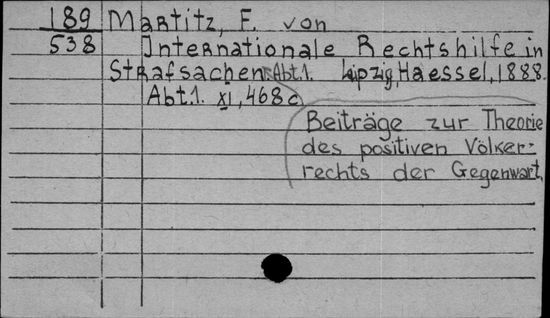 189 Martitz, F. von
538 Internationale Rechtshilfe in
Strafsachen. Abt.1. Leipzig, Haessel, 1888.
Abt.1. XI, 468 c.
Beiträge zur Theorie
des positiven Völker-
rechts der Gegenwart.